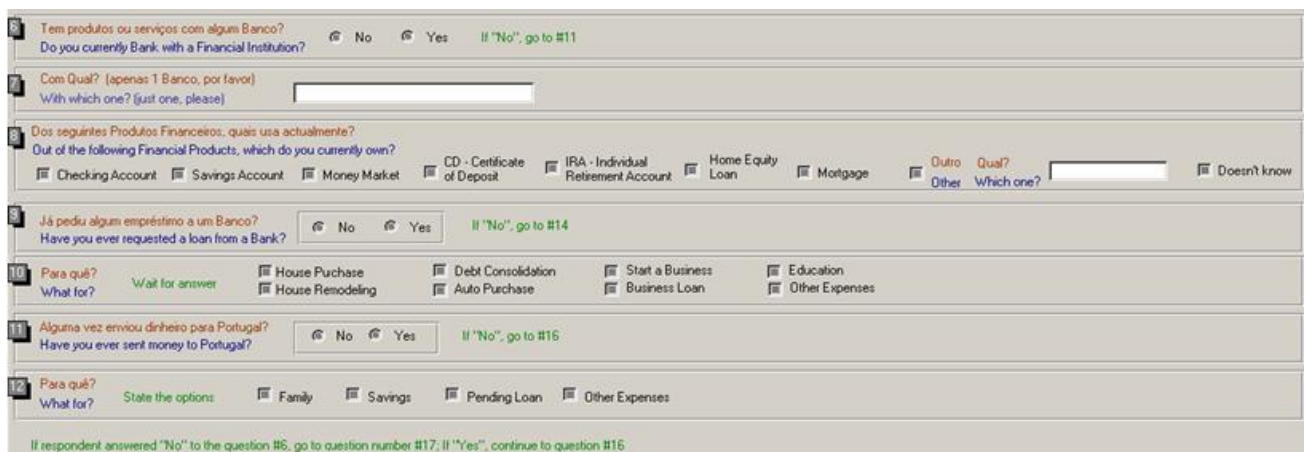 6 Tem produtos ou serviços com algum Banco?
Do you currently Bank with a Financial Institution?
No Yes If "No", go to #11
7 Com Qual? (apenas 1 Banco, por favor)
With which one? (just one, please)
8 Dos seguintes Produtos Financeiros, quais usa actualmente?
Out of the following Financial Products, which do you currently own?
Checking Account Savings Account Money Market
CD - Certificate
of Deposit
IRA - Individual
Retirement Account
Home Equity
Loan
Mortgage
Outro Qual?
Other Which one?
Doesn't know
9 Já pediu algum empréstimo a um Banco?
Have you ever requested a loan from a Bank?
No Yes If "No", go to #14
10 Para quê?
What for?
Wait for answer
House Puchase Debt Consolidation Start a Business Education
House Remodeling Auto Purchase Business Loan Other Expenses
11 Alguma vez enviou dinheiro para Portugal?
Have you ever sent money to Portugal?
No Yes If "No", go to #16
12 Para quê?
What for?
State the options Family Savings Pending Loan Other Expenses
If respondent answered "No" to the question #6, go to question number #17; If "Yes", continue to question #16